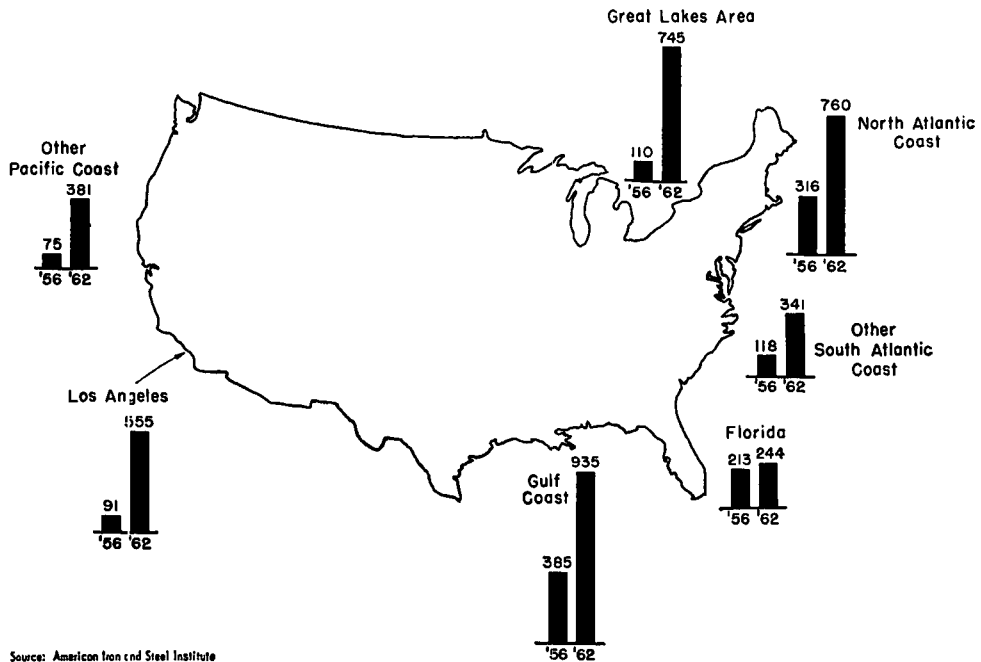 Great Lakes Area
745
110
'56 '62
760
North Atlantic
Coast
316
'56 '62
Other
Pacific Coast
381
75
'56 '62
341
Other
South Atlantic
Coast
118
'56 '62
Los Angeles
555
91
'56 '62
Florida
213 244
'56 '62
935
Gulf
Coast
385
'56 '62
Source: American Iron and Steel Institute